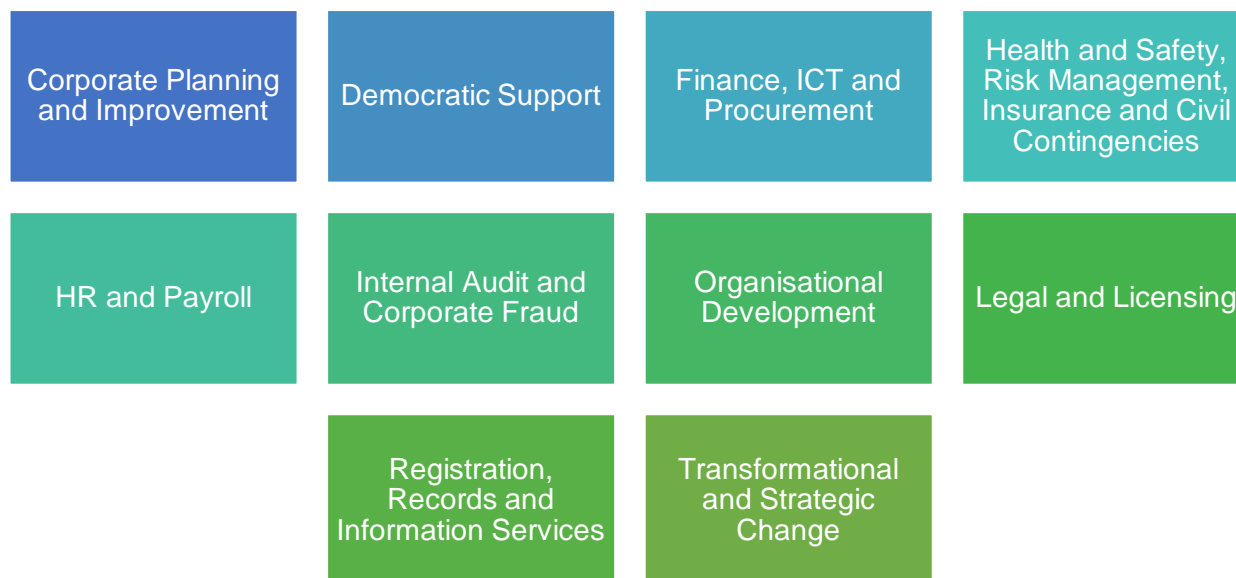 Corporate Planning
and Improvement
Democratic Support
Finance, ICT and
Procurement
Health and Safety,
Risk Management,
Insurance and Civil
Contingencies
HR and Payroll
Internal Audit and
Corporate Fraud
Organisational
Development
Legal and Licensing
Registration,
Records and
Information Services
Transformational
and Strategic
Change